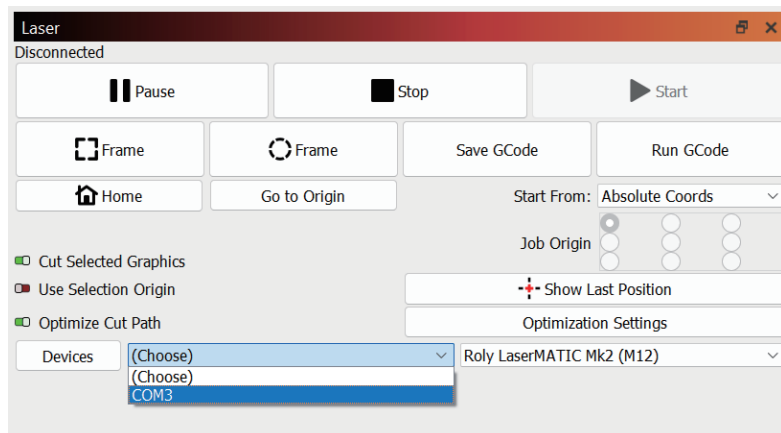 Laser
Disconnected
Pause Stop Start
Frame Frame Save GCode Run GCode
Home Go to Origin Start From: Absolute Coords
Job Origin
Cut Selected Graphics
Use Selection Origin Show Last Position
Optimize Cut Path Optimization Settings
Devices (Choose) Roly LaserMATIC Mk2 (M12)
(Choose)
COM3